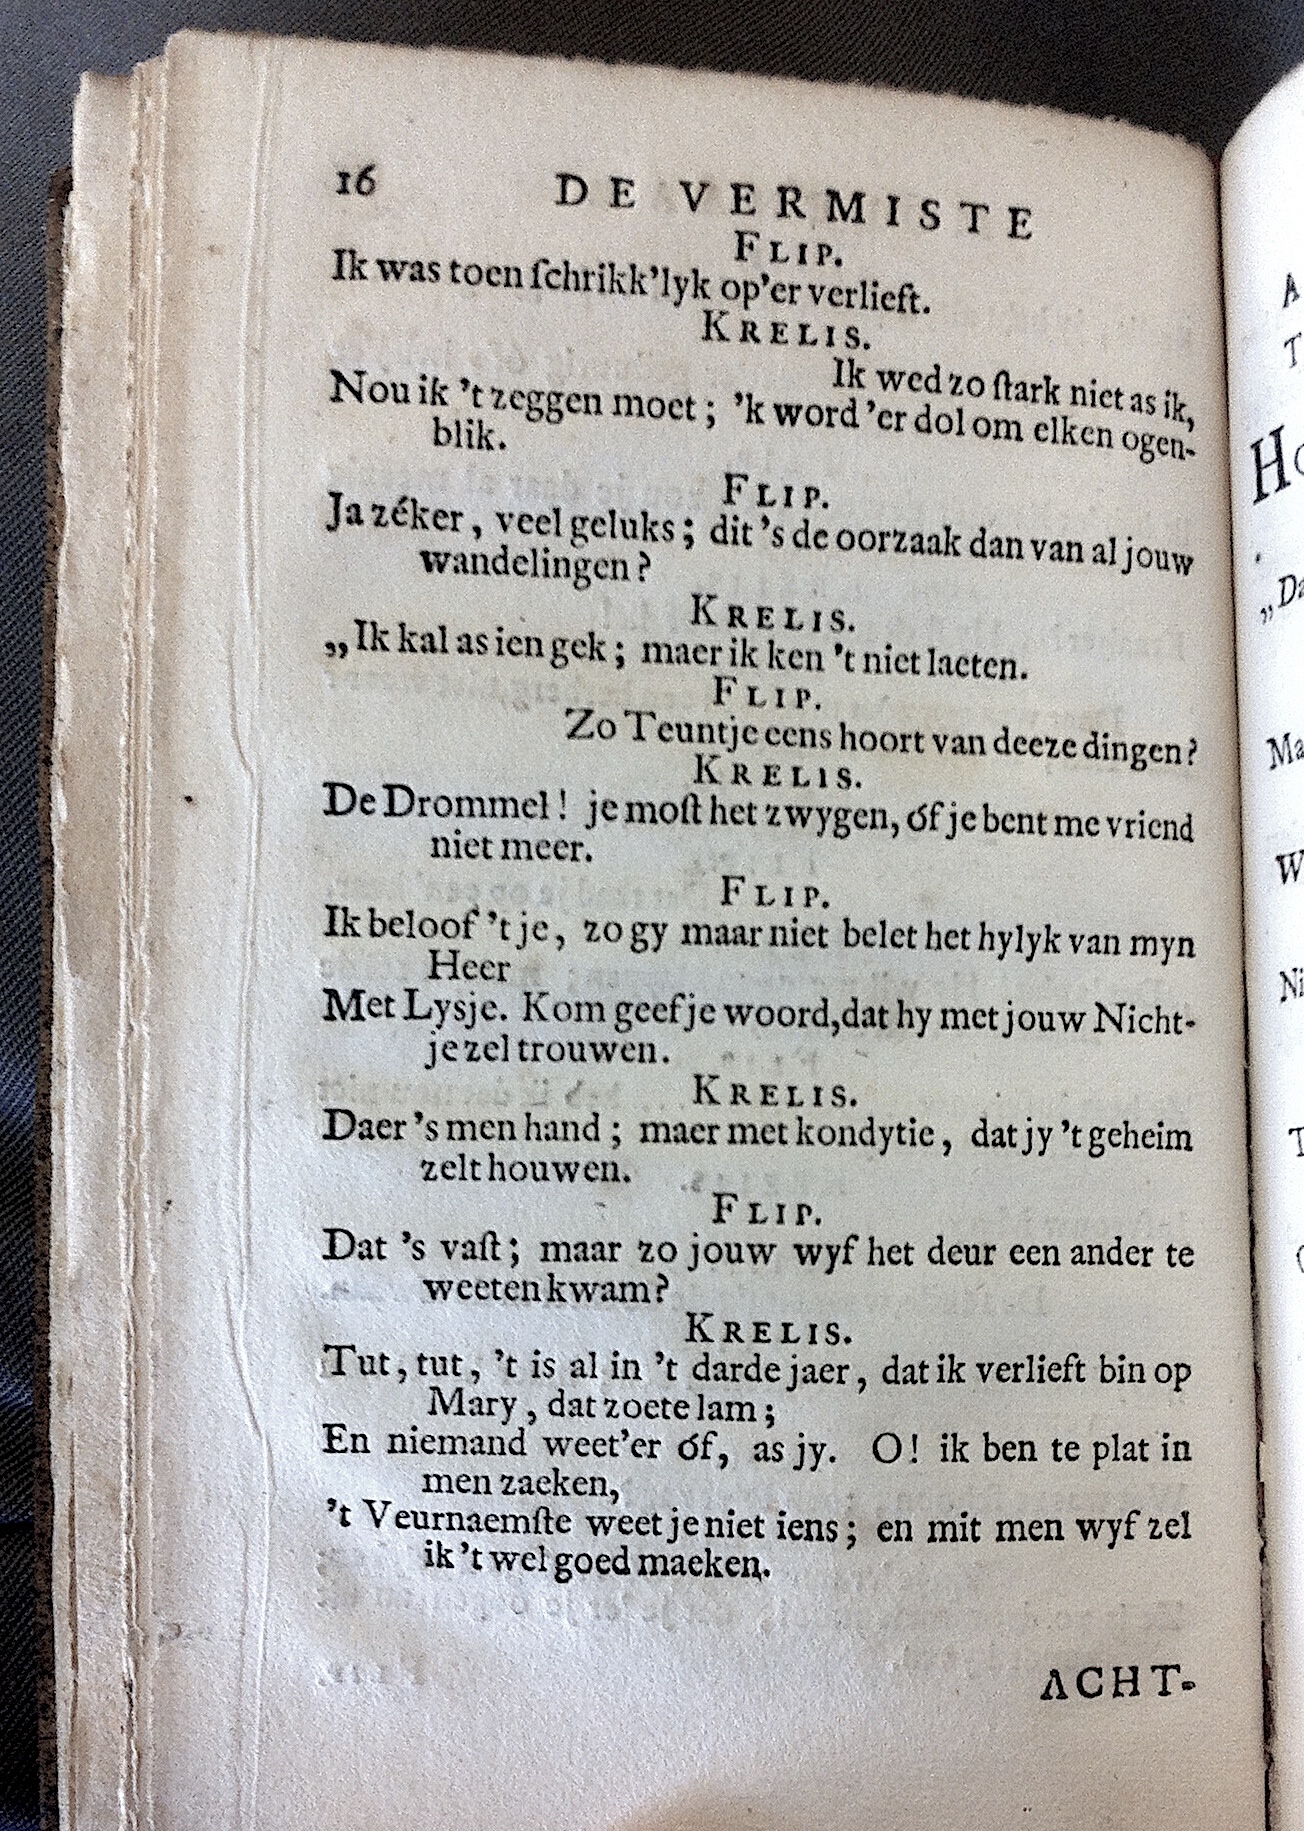 16 DE VERMISTE
FLIP.
Ik was toen ſchrikk'lyk op'er verlieft.
KRELIS.
Ik wed zo ſtark niet as ik,
Nou ik 't zeggen moet; 'k word 'er dol om elken ogen-
blik.
FLIP.
Ja zéker, veel geluks; dit 's de oorzaak dan van al jouw
wandelingen?
KRELIS.
„Ik kal as ien gek; maer ik ken 't niet laeten.
FLIP.
Zo Teuntje eens hoort van deeze dingen?
KRELIS.
De Drommel! je moſt het zwygen, óf je bent me vriend
niet meer.
FLIP.
Ik beloof 't je, zo gy maar niet belet het hylyk van myn
Heer
Met Lysje. Kom geef je woord, dat hy met jouw Nicht-
je zel trouwen.
KRELIS.
Daer 's men hand; maer met kondytie, dat jy 't geheim
zelt houwen.
FLIP.
Dat 's vaſt; maar zo jouw wyf het deur een ander te
weeten kwam?
KRELIS.
Tut, tut, 't is al in 't darde jaer, dat ik verlieft bin op
Mary, dat zoete lam;
En niemand weet'er óf, as jy. O! ik ben te plat in
men zaeken,
't Veurnaemſte weet je niet iens; en mit men wyf zel
ik 't wel goed maeken.
ACHT-
A
T
Ho
„Da
Ma
W
Ni
T